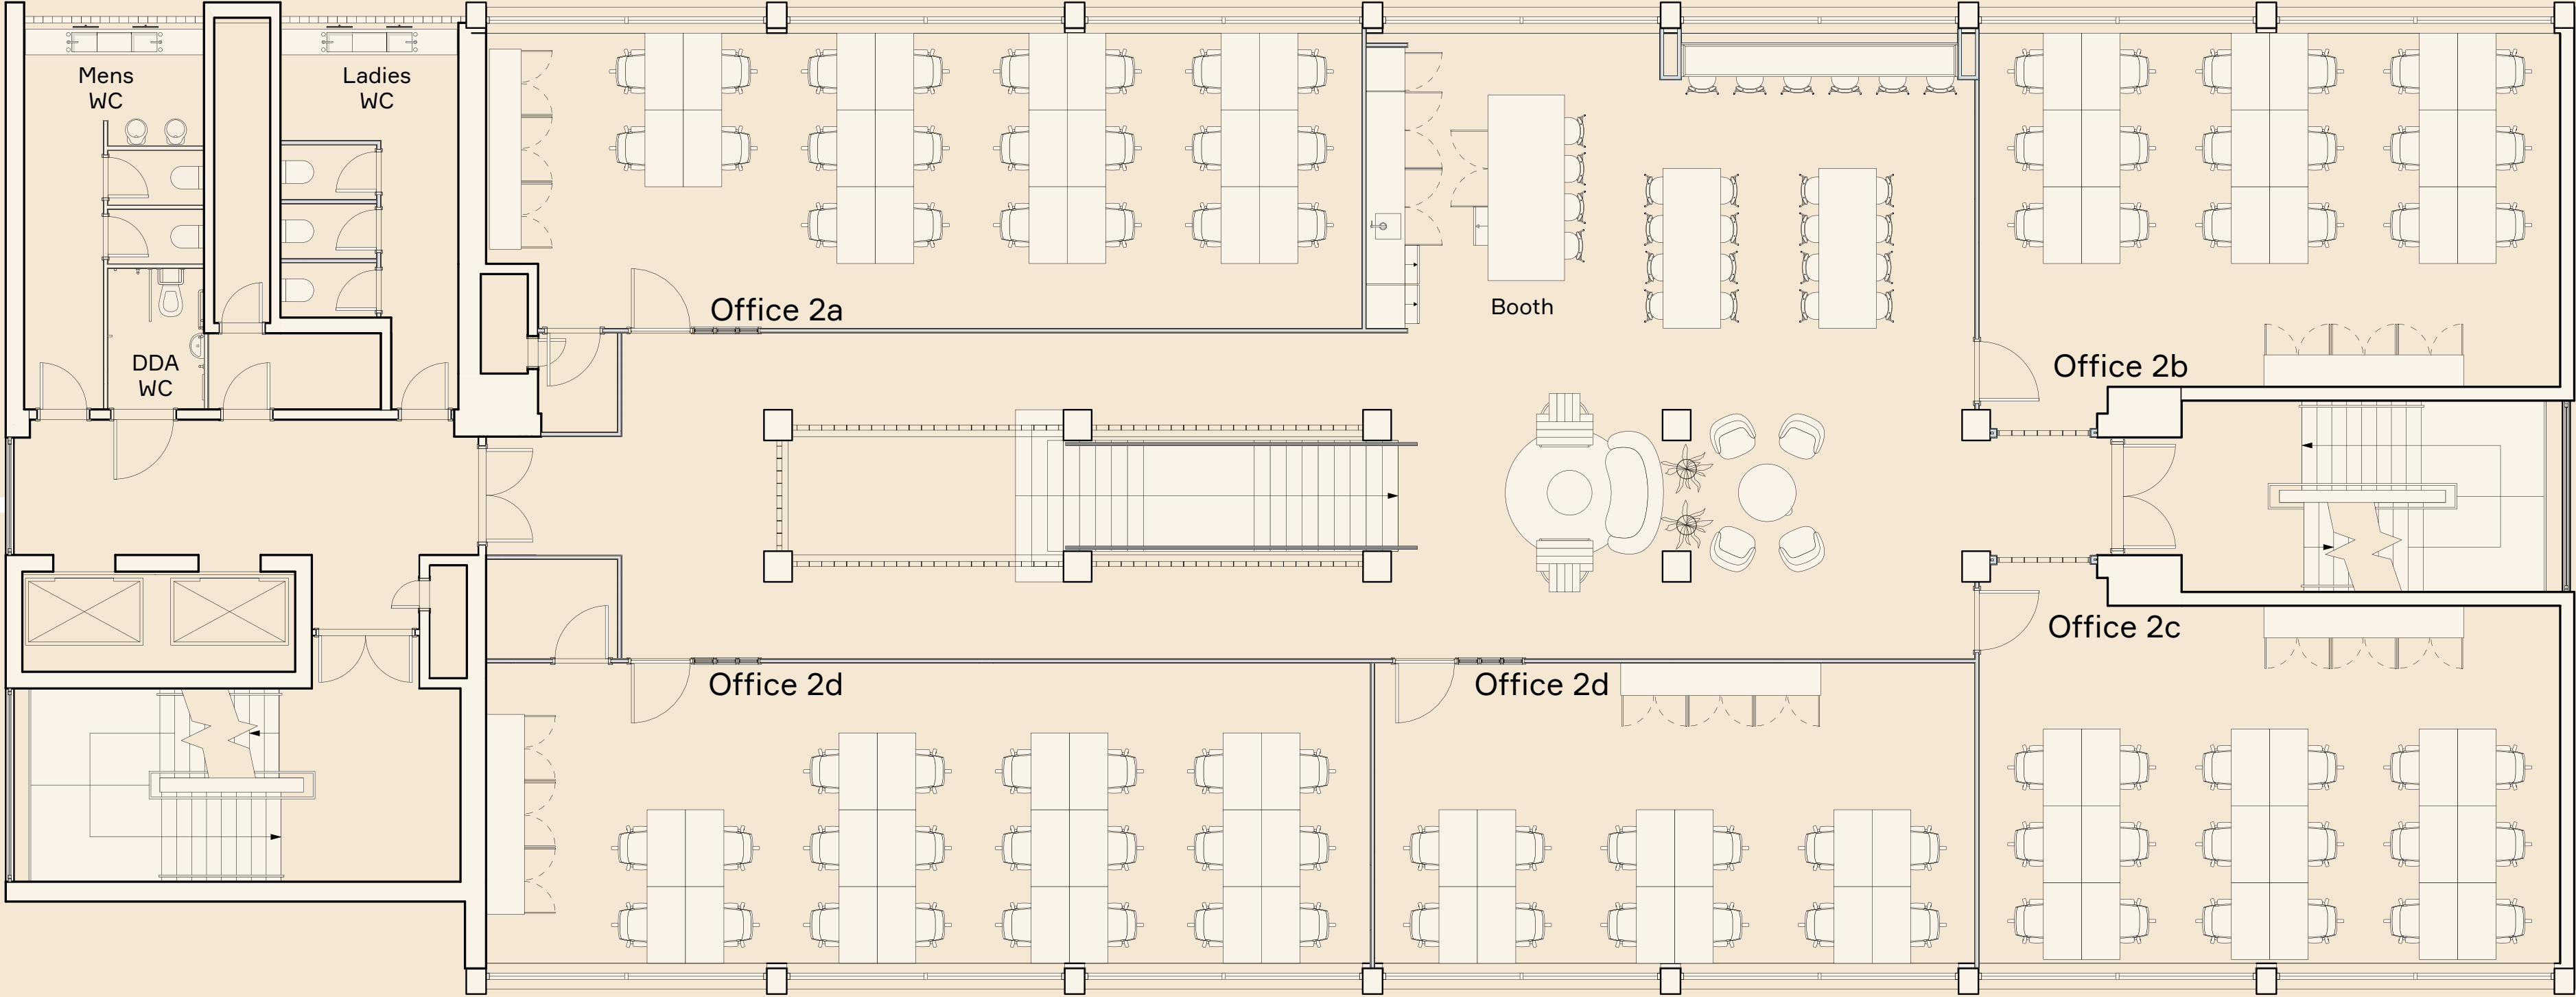 Mens
WC
Ladies
WC
Office 2a
Booth
DDA
WC
Office 2b
Office 2c
Office 2d
Office 2d